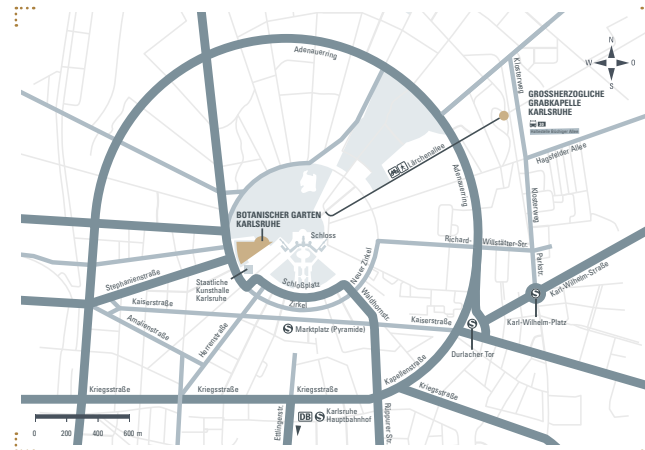 Adenauerring
N
W
O
S
Klosterweg
GROSSHERZOGLICHE
GRABKAPELLE
KARLSRUHE
Hagsfelder Allee
Lärchenallee
Adenauerring
Klosterweg
BOTANISCHER GARTEN
KARLSRUHE
Schloss
Richard-
Willstätter-Str.
Neuer Zirkel
Parkstr.
Stephanienstraße
Staatliche
Kunsthalle
Karlsruhe
Schloßplatz
Zirkel
Waldhornstr.
Karl-Wilhelm-Straße
S
Karl-Wilhelm-Platz
Kaiserstraße
Amalienstraße
Herrenstraße
S Marktplatz (Pyramide)
Kaiserstraße
S
Durlacher Tor
Kapellenstraße
Kriegsstraße
Kriegsstraße
Kriegsstraße
Kriegsstraße
Ettlingerstr.
DB S Karlsruhe
Hauptbahnhof
Rüppurrer Str.
0 200 400 600 m